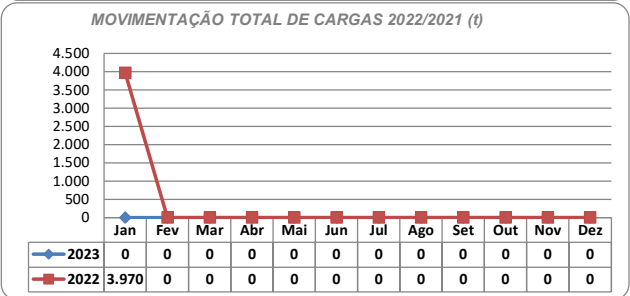 MOVIMENTAÇÃO TOTAL DE CARGAS 2022/2021 (t)
4.500
4.000
3.500
3.000
2.500
2.000
1.500
1.000
500
0
Jan Fev Mar Abr Mai Jun Jul Ago Set Out Nov Dez
2023 0 0 0 0 0 0 0 0 0 0 0 0
2022 3.970 0 0 0 0 0 0 0 0 0 0 0